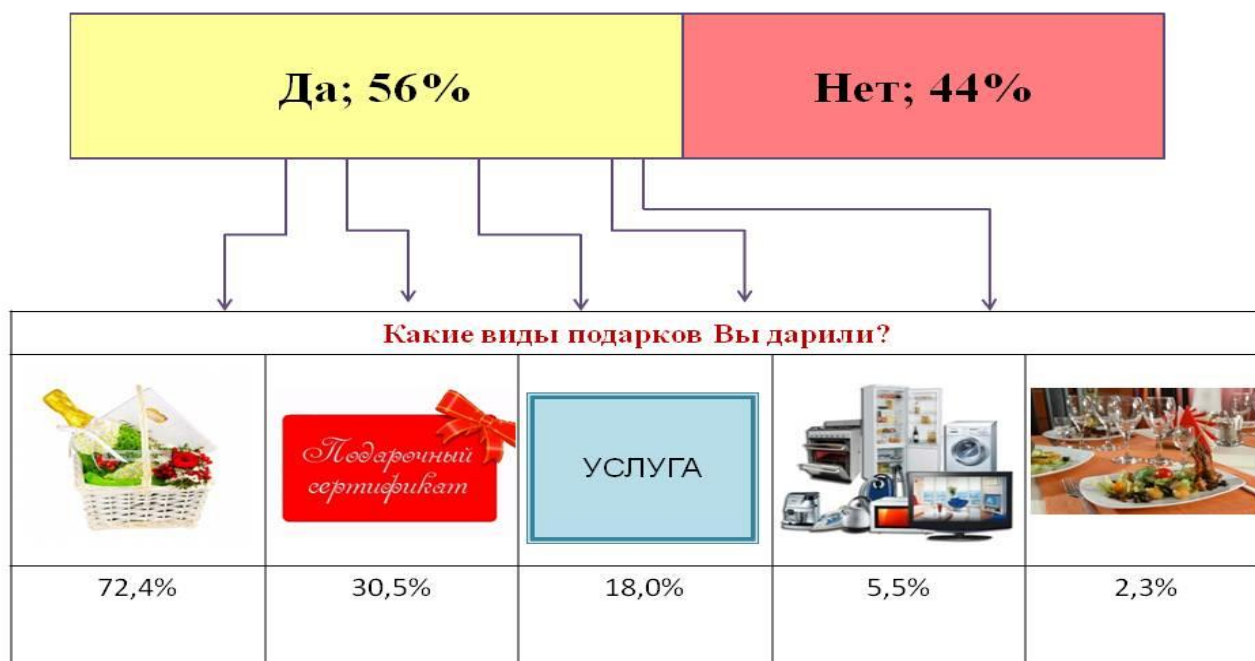 Да; 56%
Нет; 44%
Какие виды подарков Вы дарили?
Подарочный
сертификат
УСЛУГА
72,4%
30,5%
18,0%
5,5%
2,3%